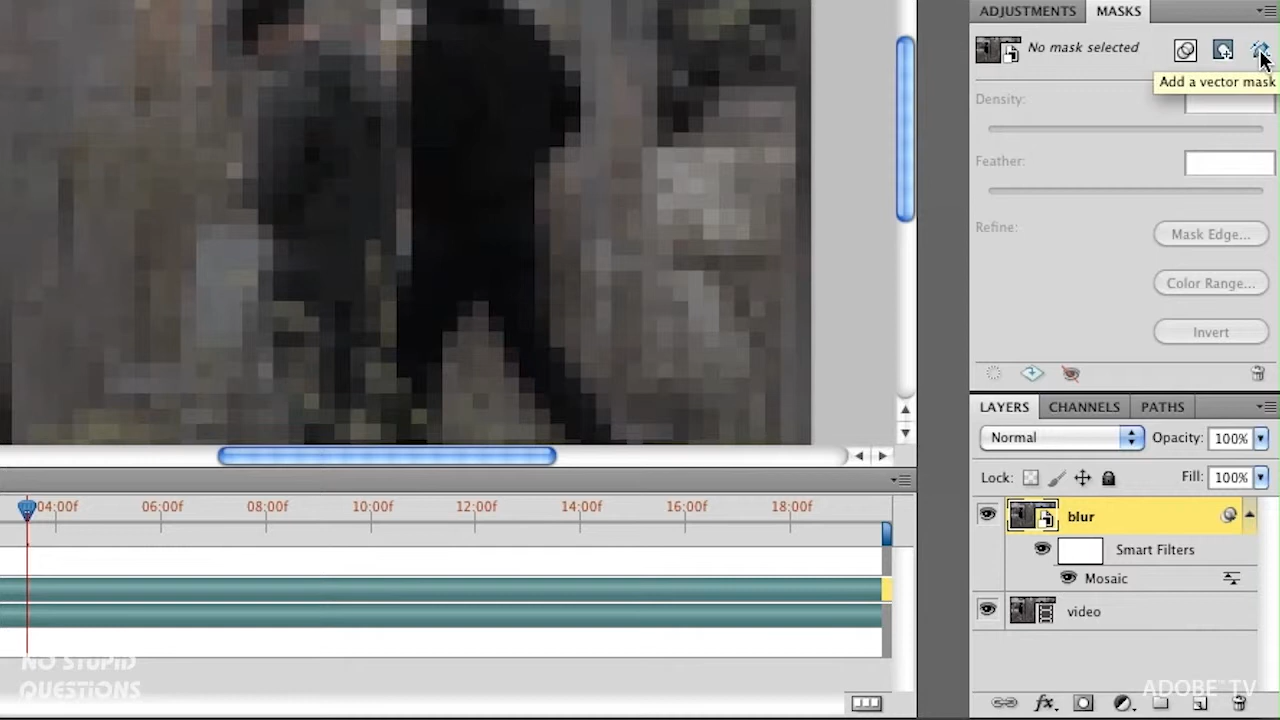 ADJUSTMENTS MASKS
No mask selected
Add a vector mask
Density:
Feather:
Refine:
Mask Edge...
Color Range...
Invert
LAYERS CHANNELS PATHS
Normal Opacity: 100%
Lock: Fill: 100%
blur
Smart Filters
Mosaic
video
fx
04:00f 06:00f 08:00f 10:00f 12:00f 14:00f 16:00f 18:00f
NO STUPID
QUESTIONS
ADOBE TV